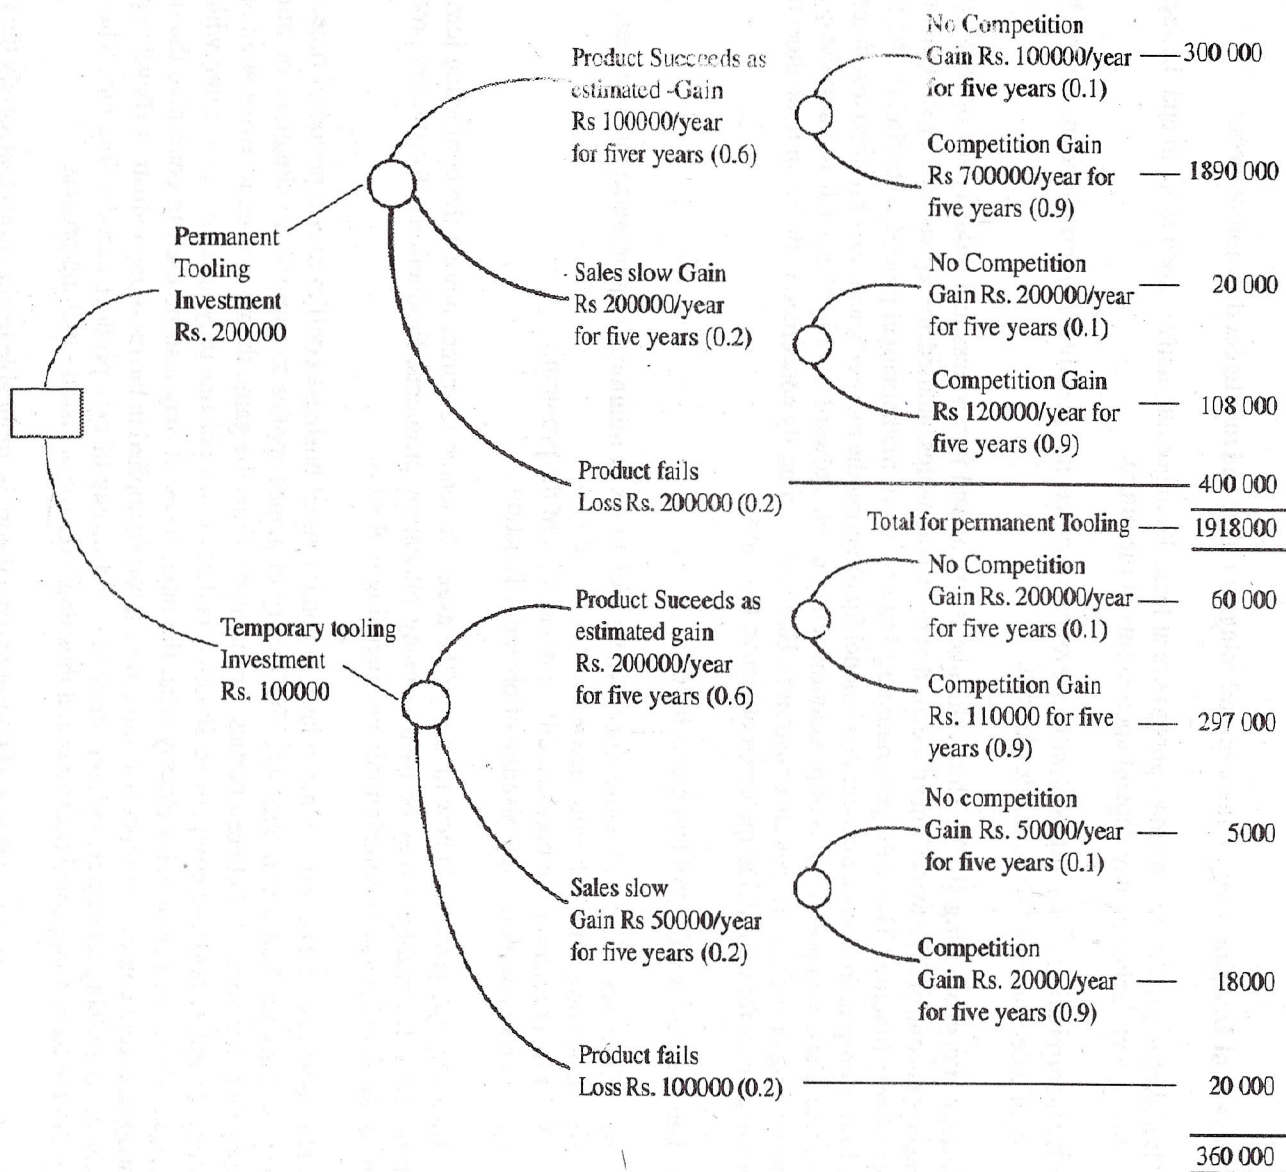 No Competition
Gain Rs. 100000/year — 300 000
for five years (0.1)
Product Succeeds as
estimated -Gain
Rs 100000/year
for fiver years (0.6)
Competition Gain
Rs 700000/year for — 1890 000
five years (0.9)
Permanent
Tooling
Investment
Rs. 200000
Sales slow Gain
Rs 200000/year
for five years (0.2)
No Competition
Gain Rs. 200000/year — 20 000
for five years (0.1)
Competition Gain
Rs 120000/year for — 108 000
five years (0.9)
Product fails
Loss Rs. 200000 (0.2) — 400 000
Total for permanent Tooling — 1918000
Temporary tooling
Investment
Rs. 100000
Product Suceeds as
estimated gain
Rs. 200000/year
for five years (0.6)
No Competition
Gain Rs. 200000/year — 60 000
for five years (0.1)
Competition Gain
Rs. 110000 for five — 297 000
years (0.9)
Sales slow
Gain Rs 50000/year
for five years (0.2)
No competition
Gain Rs. 50000/year — 5000
for five years (0.1)
Competition
Gain Rs. 20000/year — 18000
for five years (0.9)
Product fails
Loss Rs. 100000 (0.2) — 20 000
360 000